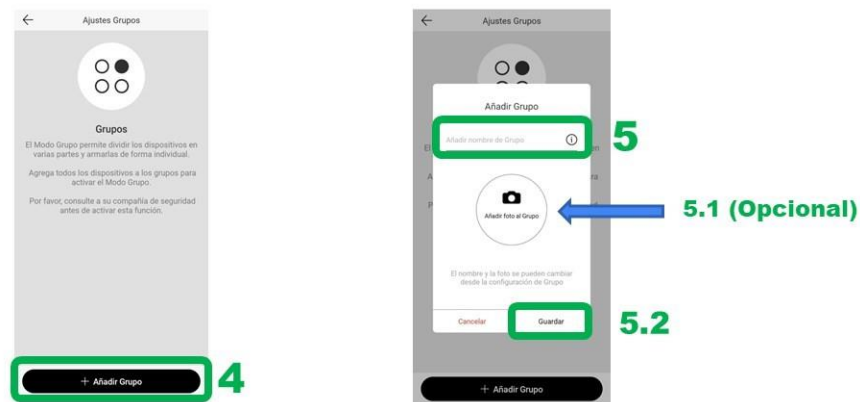 Ajustes Grupos
Grupos
El Modo Grupo permite dividir los dispositivos en
varias partes y armarlas de forma individual.
Agrega todos los dispositivos a los grupos para
activar el Modo Grupo.
Por favor, consulte a su compañía de seguridad
antes de activar esta función.
+ Añadir Grupo
4
Ajustes Grupos
Añadir Grupo
Añadir nombre de Grupo
5
El
en
A
ra
P
Añadir foto al Grupo
5.1 (Opcional)
El nombre y la foto se pueden cambiar
desde la configuración de Grupo
Cancelar
Guardar
5.2
+ Añadir Grupo